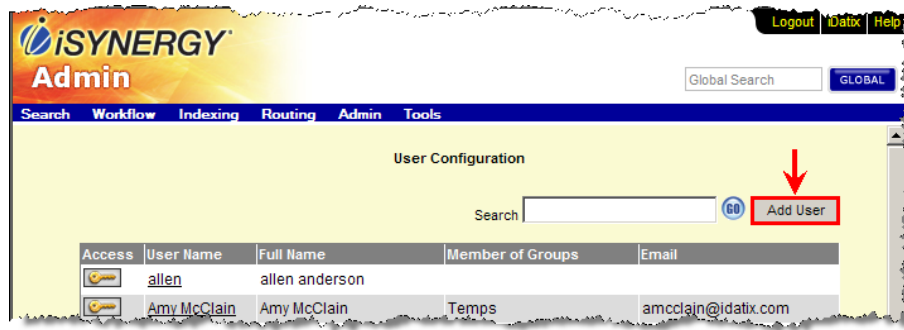 Logout iDatix Help
iSYNERGY
Admin
Global Search GLOBAL
Search Workflow Indexing Routing Admin Tools
User Configuration
Search GO Add User
Access User Name Full Name Member of Groups Email
allen allen anderson
Amy McClain Amy McClain Temps amcclain@idatix.com